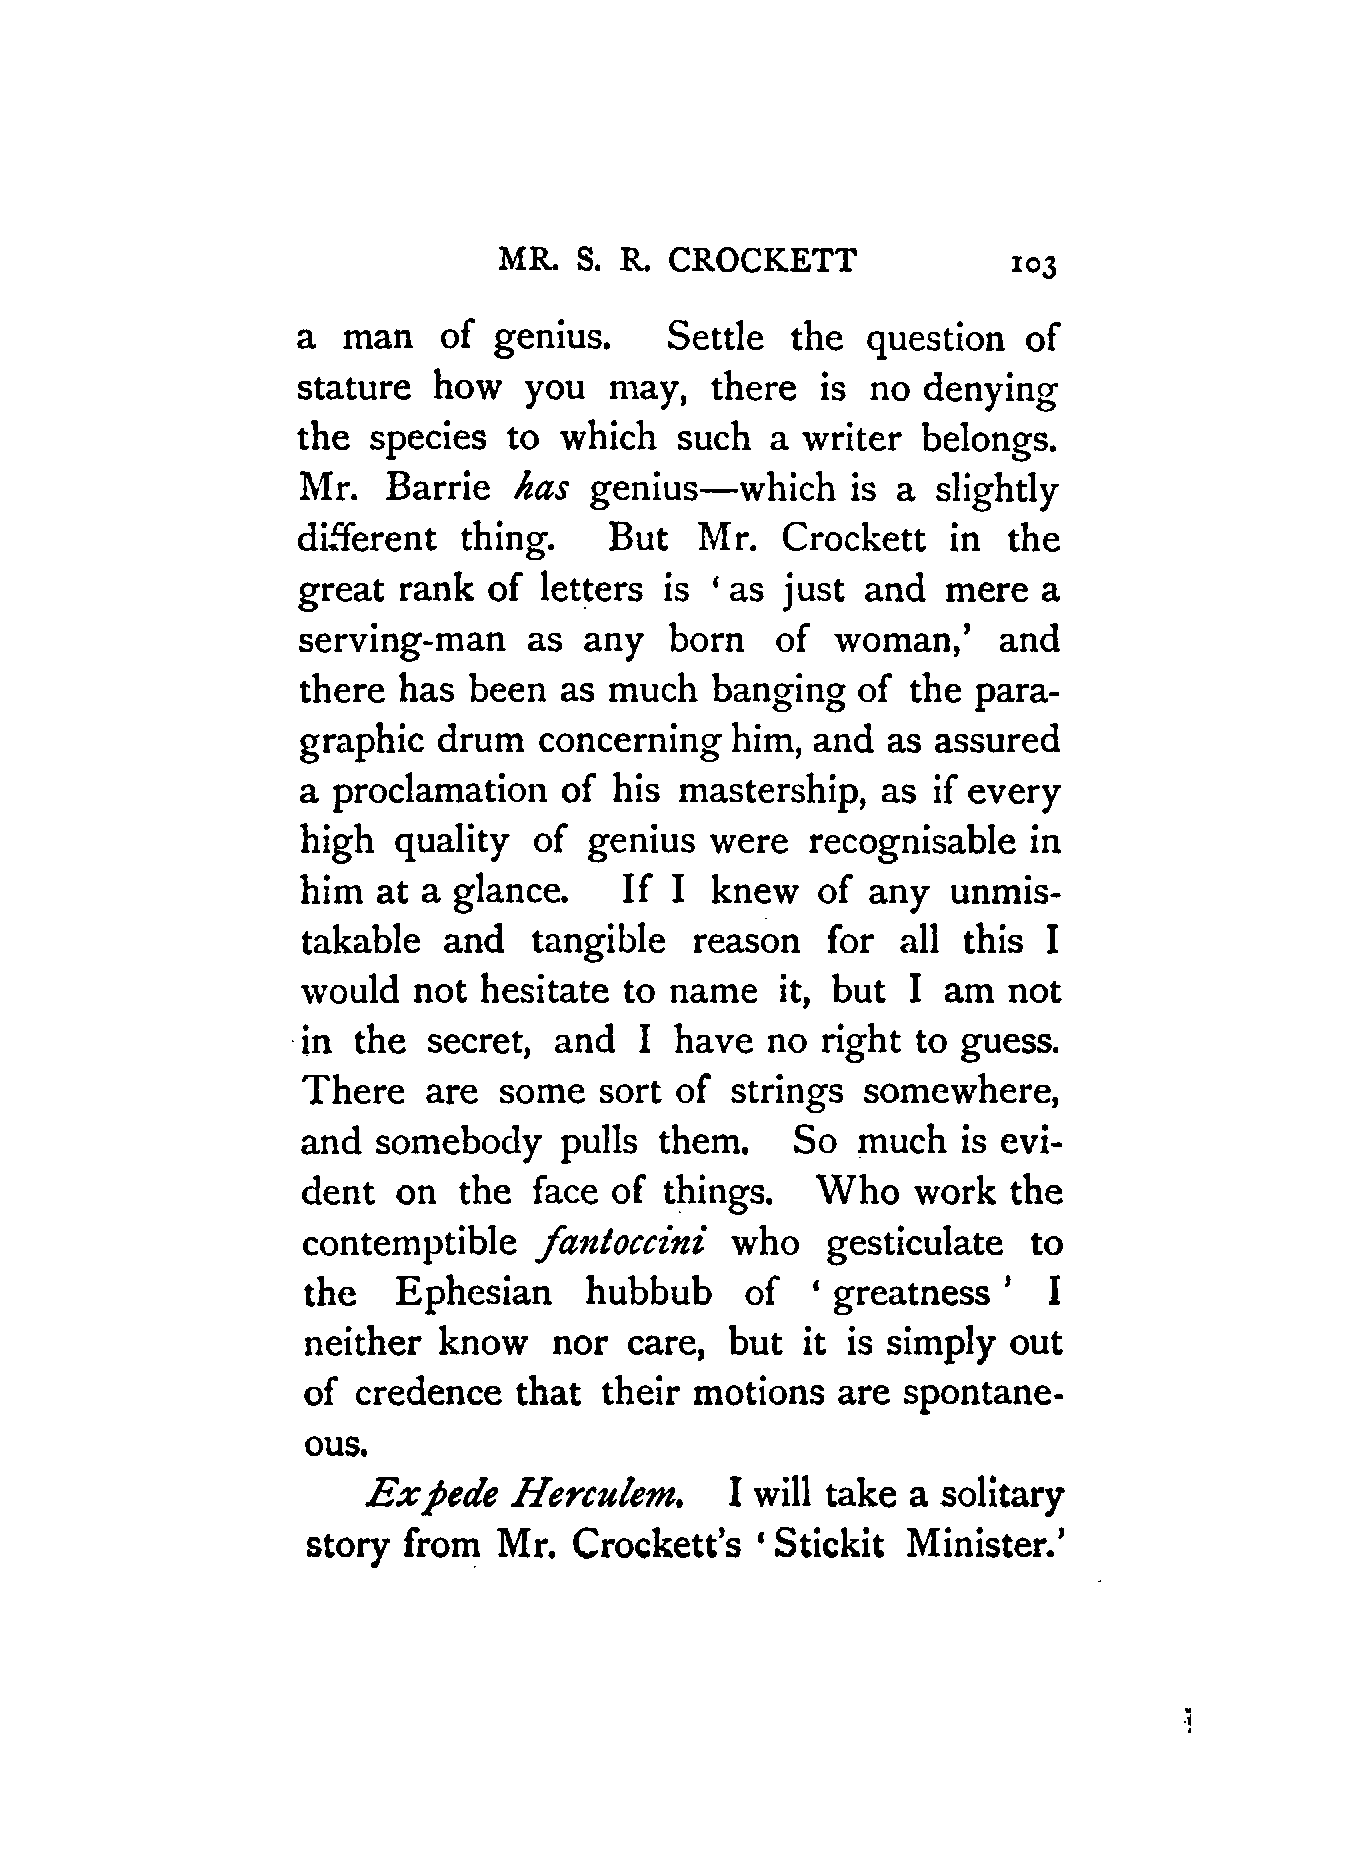 MR. S. R. CROCKETT 103
a man of genius. Settle the question of
stature how you may, there is no denying
the species to which such a writer belongs.
Mr. Barrie has genius—which is a slightly
different thing. But Mr. Crockett in the
great rank of letters is ‘ as just and mere a
serving-man as any born of woman,’ and
there has been as much banging of the para-
graphic drum concerning him, and as assured
a proclamation of his mastership, as if every
high quality of genius were recognisable in
him at a glance. If I knew of any unmis-
takable and tangible reason for all this I
would not hesitate to name it, but I am not
in the secret, and I have no right to guess.
There are some sort of strings somewhere,
and somebody pulls them. So much is evi-
dent on the face of things. Who work the
contemptible fantoccini who gesticulate to
the Ephesian hubbub of ‘ greatness ’ I
neither know nor care, but it is simply out
of credence that their motions are spontane-
ous.
Ex pede Herculem. I will take a solitary
story from Mr. Crockett’s ‘ Stickit Minister.’